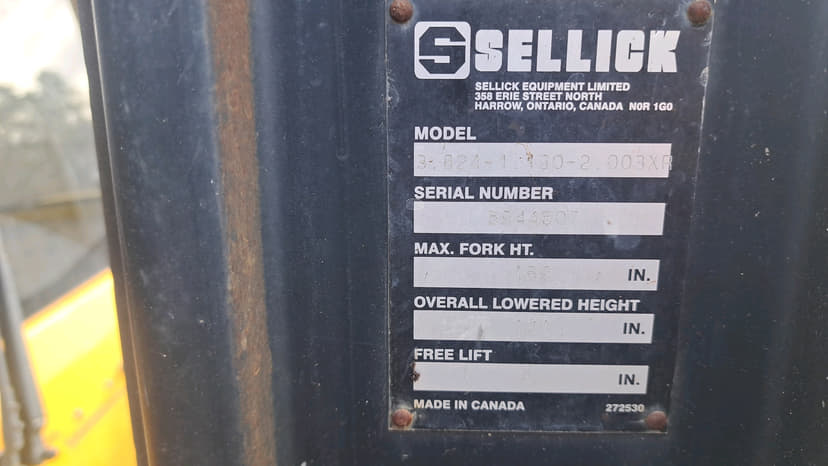 S SELLICK
SELLICK EQUIPMENT LIMITED
358 ERIE STREET NORTH
HARROW, ONTARIO, CANADA N0R 1G0
MODEL
SERIAL NUMBER
MAX. FORK HT.
IN.
OVERALL LOWERED HEIGHT
IN.
FREE LIFT
IN.
MADE IN CANADA 272530